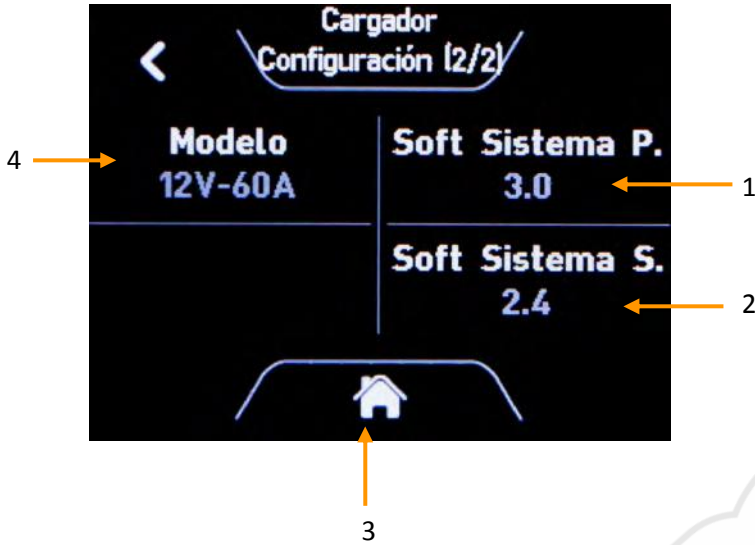 Cargador
Configuración (2/2)
4
Modelo
12V-60A
Soft Sistema P.
3.0
1
Soft Sistema S.
2.4
2
3